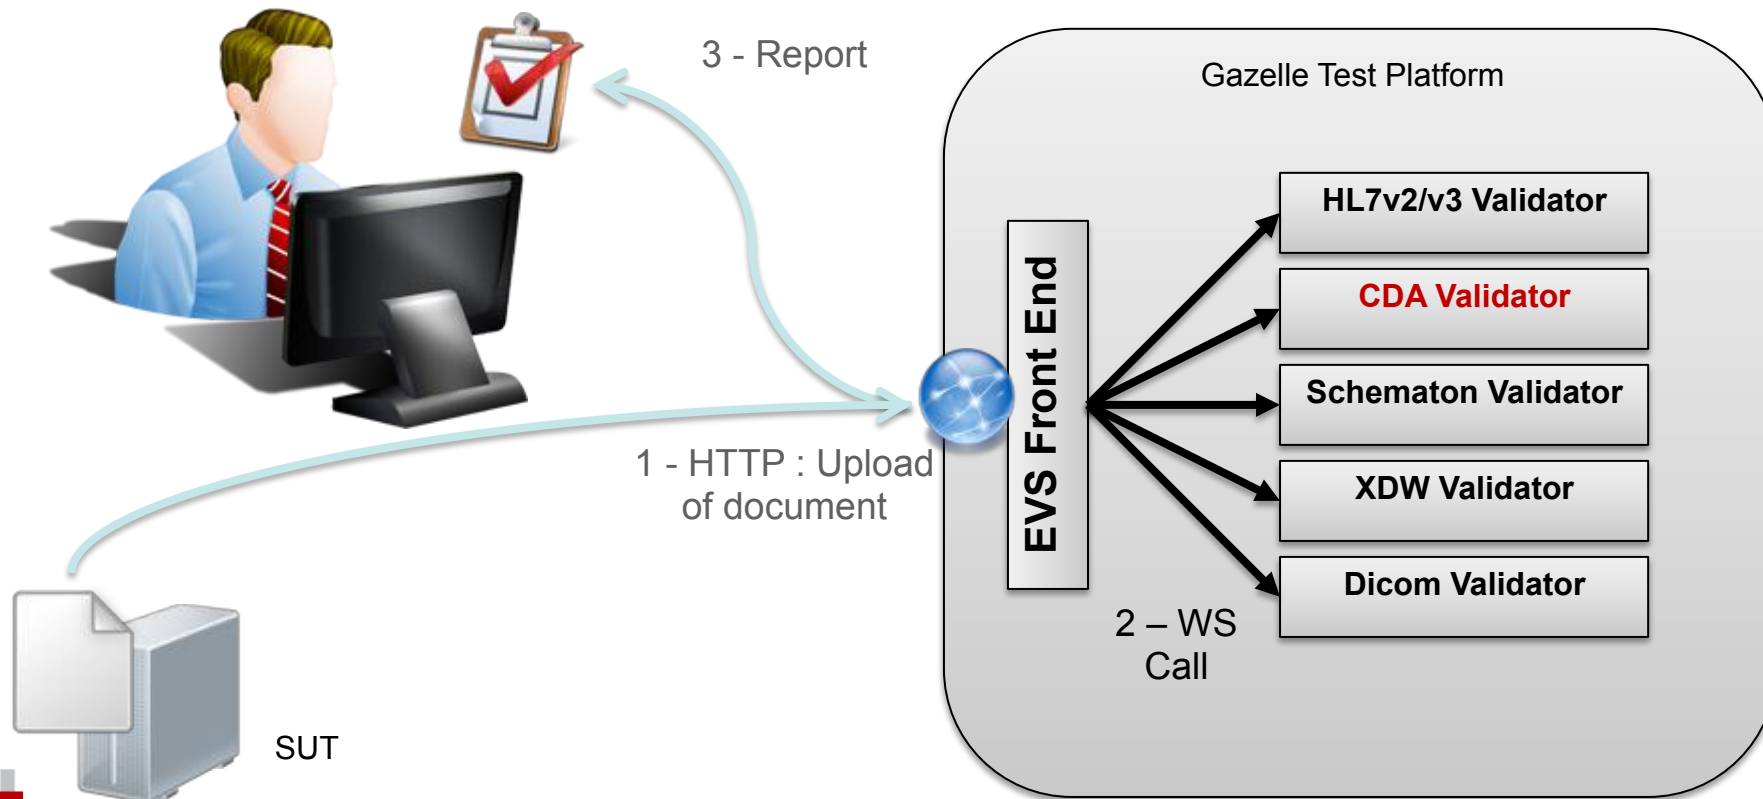 3 - Report
Gazelle Test Platform
HL7v2/v3 Validator
CDA Validator
Schematon Validator
XDW Validator
Dicom Validator
EVS Front End
1 - HTTP : Upload
of document
2 – WS
Call
SUT